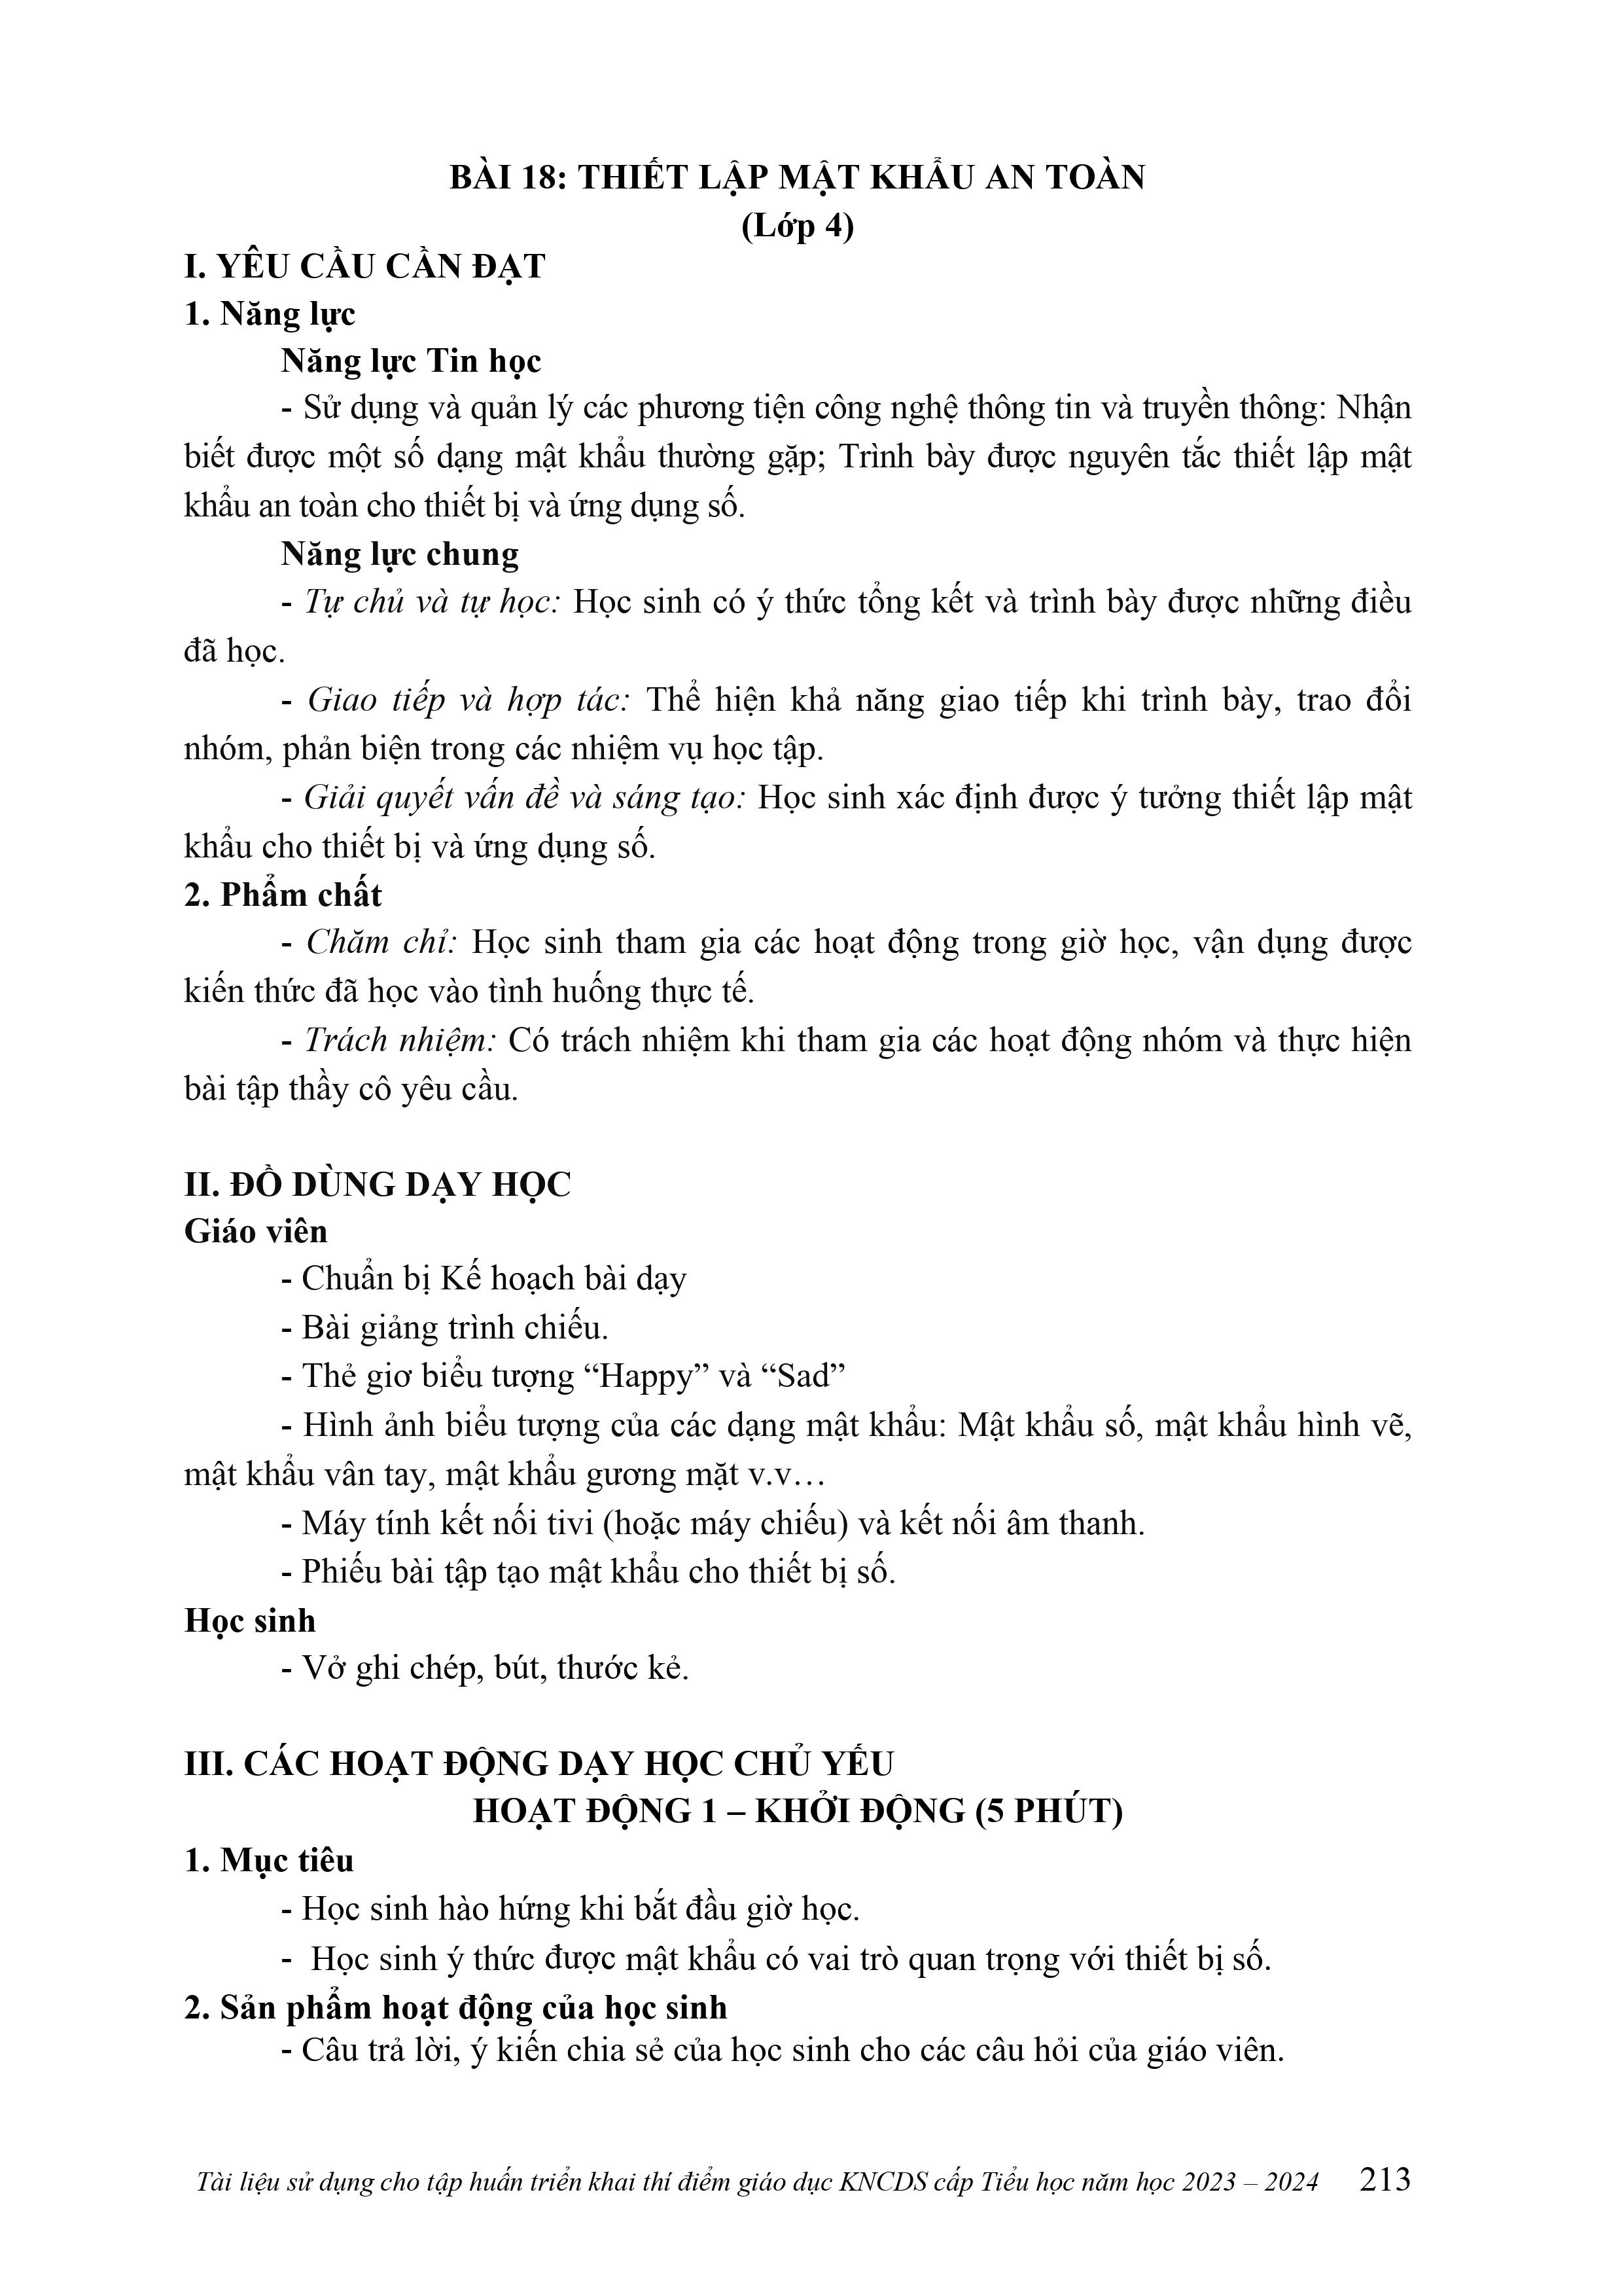 BÀI 18: THIẾT LẬP MẬT KHẨU AN TOÀN
(Lớp 4)
I. YÊU CẦU CẦN ĐẠT
1. Năng lực
Năng lực Tin học
- Sử dụng và quản lý các phương tiện công nghệ thông tin và truyền thông: Nhận
biết được một số dạng mật khẩu thường gặp; Trình bày được nguyên tắc thiết lập mật
khẩu an toàn cho thiết bị và ứng dụng số.
Năng lực chung
- Tự chủ và tự học: Học sinh có ý thức tổng kết và trình bày được những điều
đã học.
- Giao tiếp và hợp tác: Thể hiện khả năng giao tiếp khi trình bày, trao đổi
nhóm, phản biện trong các nhiệm vụ học tập.
- Giải quyết vấn đề và sáng tạo: Học sinh xác định được ý tưởng thiết lập mật
khẩu cho thiết bị và ứng dụng số.
2. Phẩm chất
- Chăm chỉ: Học sinh tham gia các hoạt động trong giờ học, vận dụng được
kiến thức đã học vào tình huống thực tế.
- Trách nhiệm: Có trách nhiệm khi tham gia các hoạt động nhóm và thực hiện
bài tập thầy cô yêu cầu.
II. ĐỒ DÙNG DẠY HỌC
Giáo viên
- Chuẩn bị Kế hoạch bài dạy
- Bài giảng trình chiếu.
- Thẻ giơ biểu tượng “Happy” và “Sad”
- Hình ảnh biểu tượng của các dạng mật khẩu: Mật khẩu số, mật khẩu hình vẽ,
mật khẩu vân tay, mật khẩu gương mặt v.v…
- Máy tính kết nối tivi (hoặc máy chiếu) và kết nối âm thanh.
- Phiếu bài tập tạo mật khẩu cho thiết bị số.
Học sinh
- Vở ghi chép, bút, thước kẻ.
III. CÁC HOẠT ĐỘNG DẠY HỌC CHỦ YẾU
HOẠT ĐỘNG 1 – KHỞI ĐỘNG (5 PHÚT)
1. Mục tiêu
- Học sinh hào hứng khi bắt đầu giờ học.
- Học sinh ý thức được mật khẩu có vai trò quan trọng với thiết bị số.
2. Sản phẩm hoạt động của học sinh
- Câu trả lời, ý kiến chia sẻ của học sinh cho các câu hỏi của giáo viên.
Tài liệu sử dụng cho tập huấn triển khai thí điểm giáo dục KNCDS cấp Tiểu học năm học 2023 – 2024 213